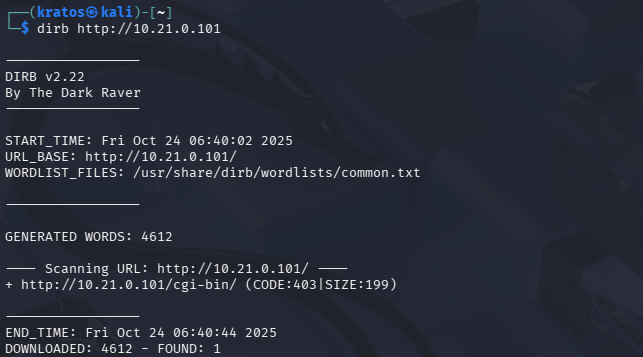 ┌──(kratos㉿kali)-[~]
└─$ dirb http://10.21.0.101
-----------------
DIRB v2.22
By The Dark Raver
-----------------
START_TIME: Fri Oct 24 06:40:02 2025
URL_BASE: http://10.21.0.101/
WORDLIST_FILES: /usr/share/dirb/wordlists/common.txt
-----------------
GENERATED WORDS: 4612
---- Scanning URL: http://10.21.0.101/ ----
+ http://10.21.0.101/cgi-bin/ (CODE:403|SIZE:199)
-----------------
END_TIME: Fri Oct 24 06:40:44 2025
DOWNLOADED: 4612 - FOUND: 1